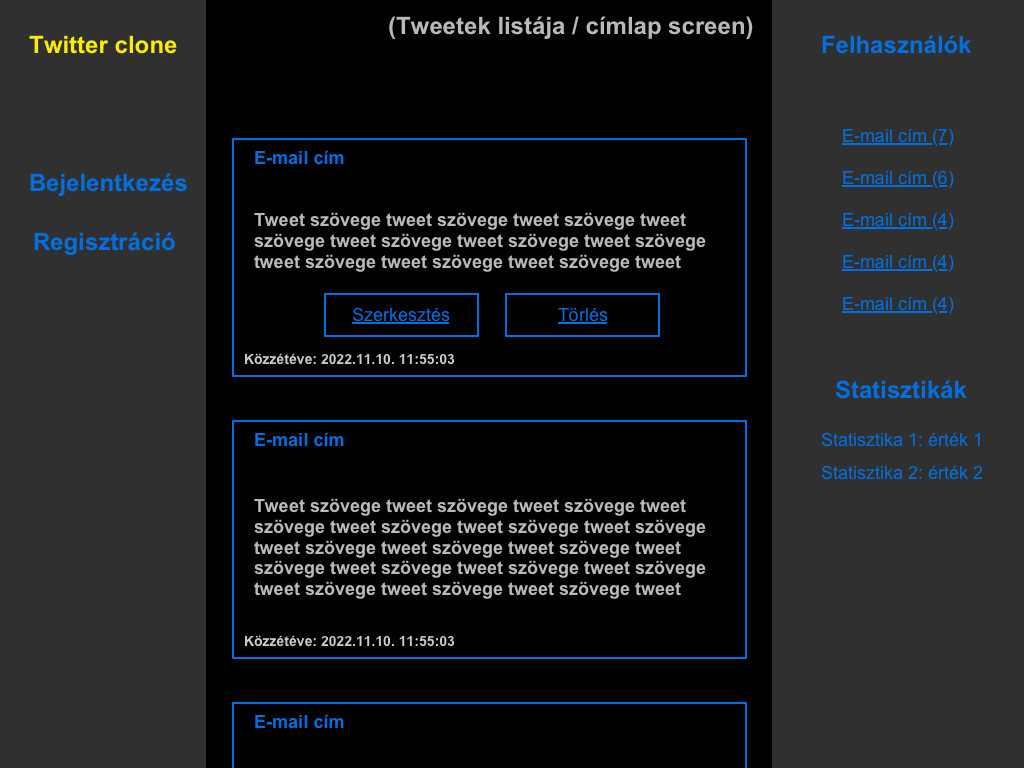 Twitter clone
Bejelentkezés
Regisztráció
(Tweetek listája / címlap screen)
E-mail cím
Tweet szövege tweet szövege tweet szövege tweet
szövege tweet szövege tweet szövege tweet szövege
tweet szövege tweet szövege tweet szövege tweet
Szerkesztés
Törlés
Közzétéve: 2022.11.10. 11:55:03
E-mail cím
Tweet szövege tweet szövege tweet szövege tweet
szövege tweet szövege tweet szövege tweet szövege
tweet szövege tweet szövege tweet szövege tweet
szövege tweet szövege tweet szövege tweet szövege
tweet szövege tweet szövege tweet szövege tweet
Közzétéve: 2022.11.10. 11:55:03
E-mail cím
Felhasználók
E-mail cím (7)
E-mail cím (6)
E-mail cím (4)
E-mail cím (4)
E-mail cím (4)
Statisztikák
Statisztika 1: érték 1
Statisztika 2: érték 2